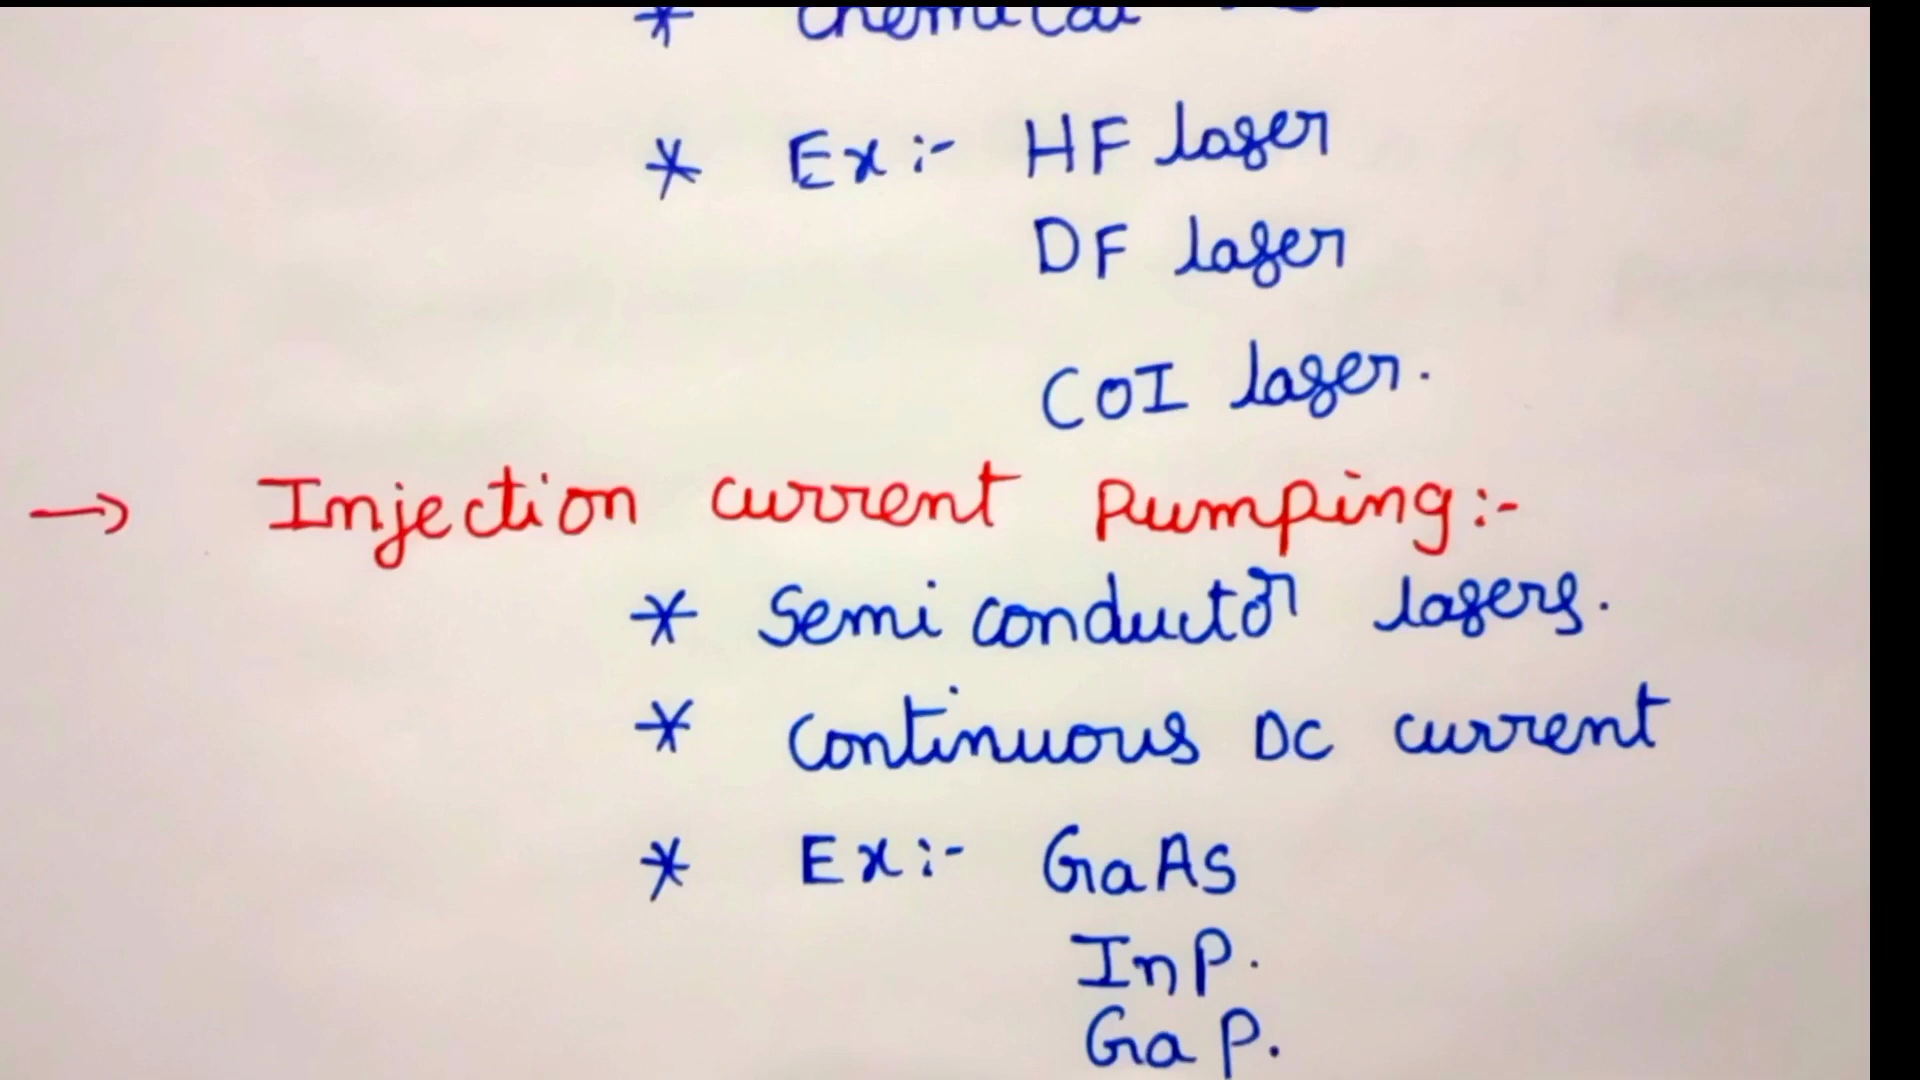 * Chemical
* Ex :- HF laser
DF laser
COI laser.
→ Injection current Pumping :-
* Semi conductor lasers.
* Continuous DC current
* Ex :- GaAs
InP.
GaP.